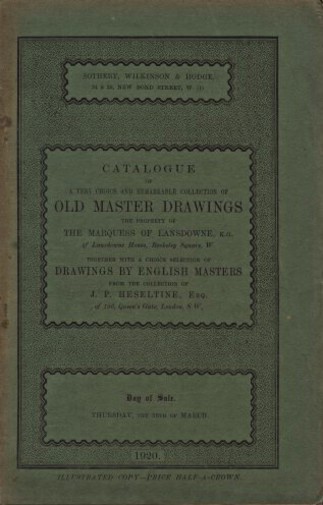 SOTHEBY, WILKINSON & HODGE,
34 & 35, NEW BOND STREET, W. (1).
CATALOGUE
OF
A VERY CHOICE AND REMARKABLE COLLECTION OF
OLD MASTER DRAWINGS
THE PROPERTY OF
THE MARQUESS OF LANSDOWNE, K.G.
of Lansdowne House, Berkeley Square, W.
TOGETHER WITH A CHOICE SELECTION OF
DRAWINGS BY ENGLISH MASTERS
FROM THE COLLECTION OF
J. P. HESELTINE, ESQ.
of 196, Queen's Gate, London, S.W.
Day of Sale.
THURSDAY, THE 25TH OF MARCH.
1920.
ILLUSTRATED COPY—PRICE HALF-A-CROWN.